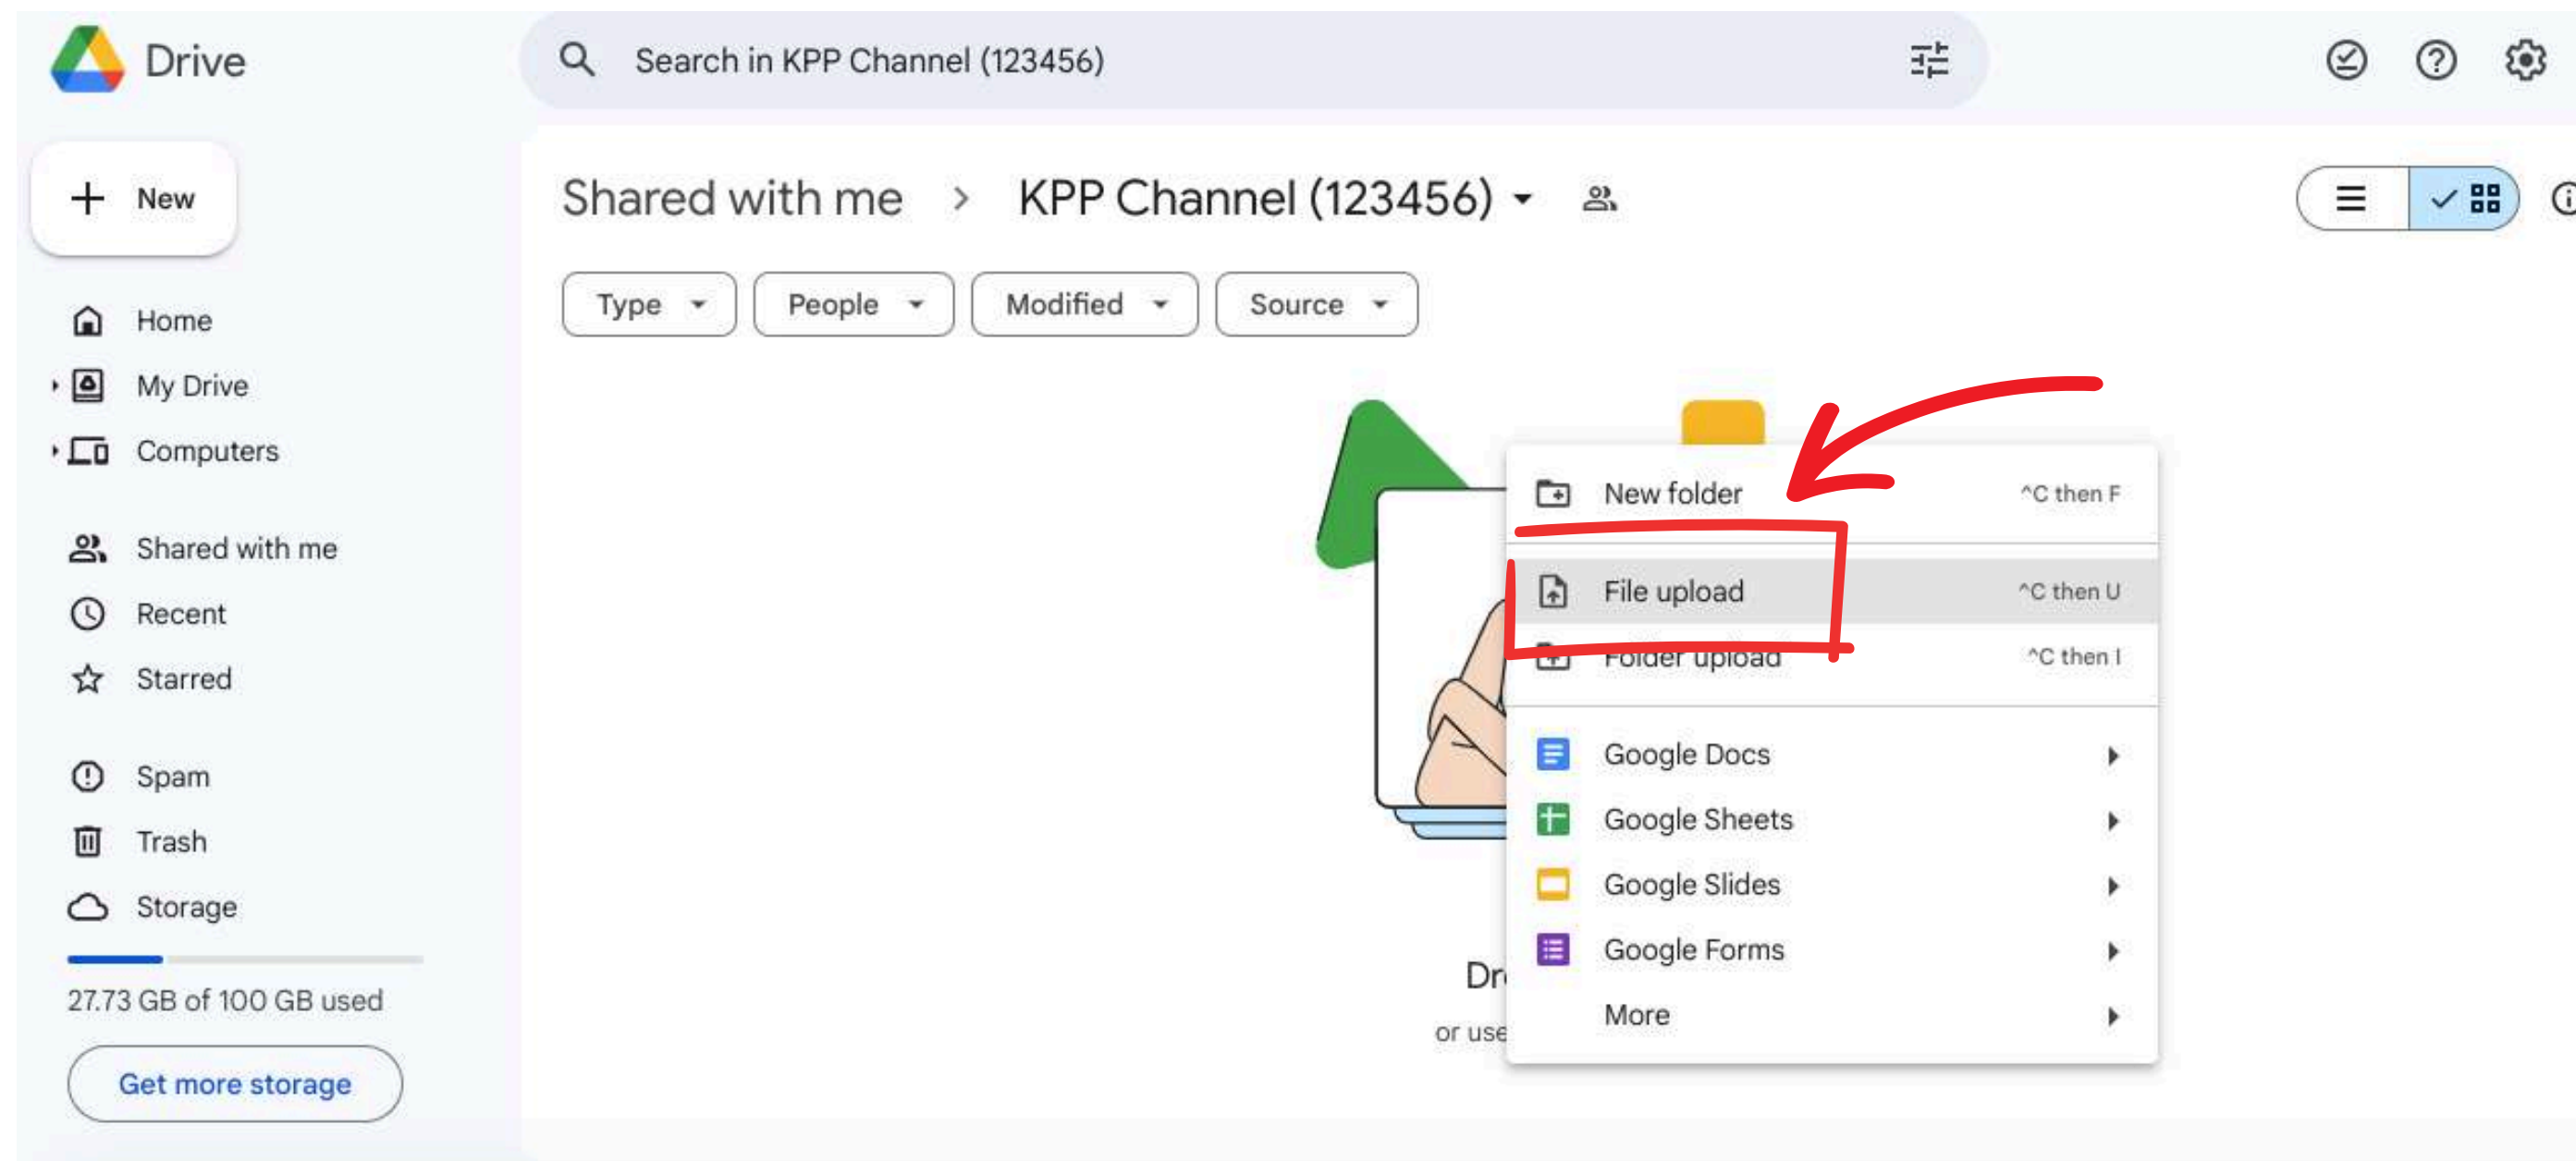 Drive
Search in KPP Channel (123456)
New
Shared with me > KPP Channel (123456)
Type
People
Modified
Source
Home
My Drive
Computers
Shared with me
Recent
Starred
Spam
Trash
Storage
27.73 GB of 100 GB used
Get more storage
New folder ^C then F
File upload ^C then U
Folder upload ^C then I
Google Docs
Google Sheets
Google Slides
Google Forms
More
or use